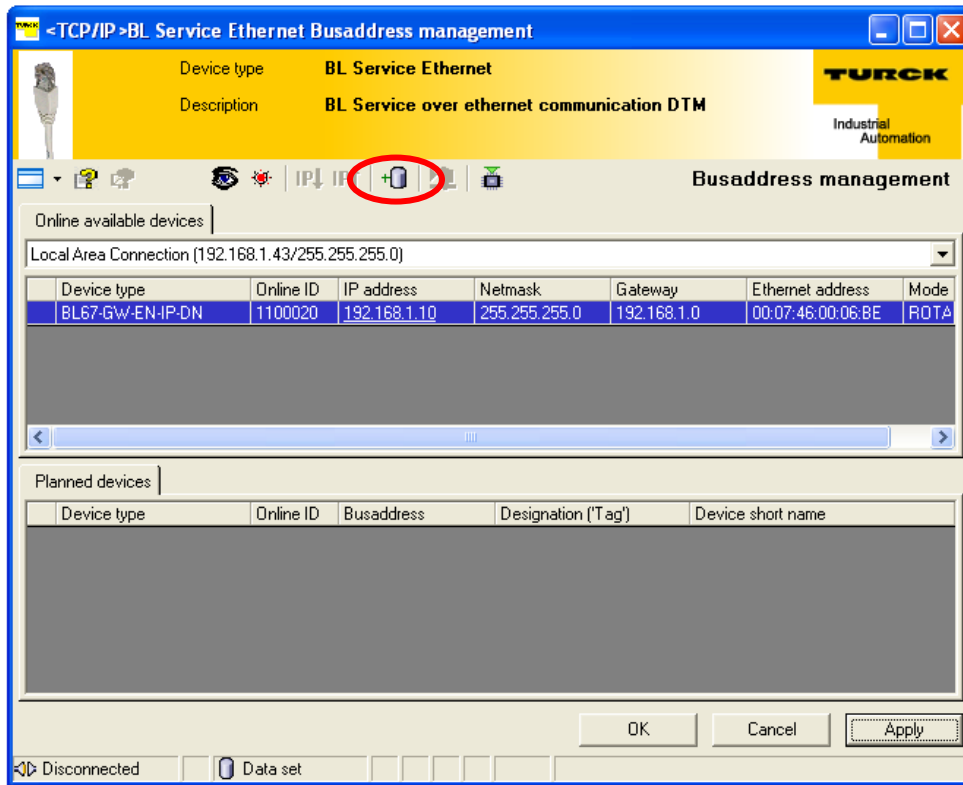 <TCP/IP>BL Service Ethernet Busaddress management
Device type BL Service Ethernet
Description BL Service over ethernet communication DTM
TURCK
Industrial
Automation
Busaddress management
Online available devices
Local Area Connection (192.168.1.43/255.255.255.0)
Device type Online ID IP address Netmask Gateway Ethernet address Mode
BL67-GW-EN-IP-DN 1100020 192.168.1.10 255.255.255.0 192.168.1.0 00:07:46:00:06:BE ROTA
Planned devices
Device type Online ID Busaddress Designation ('Tag') Device short name
OK Cancel Apply
Disconnected Data set